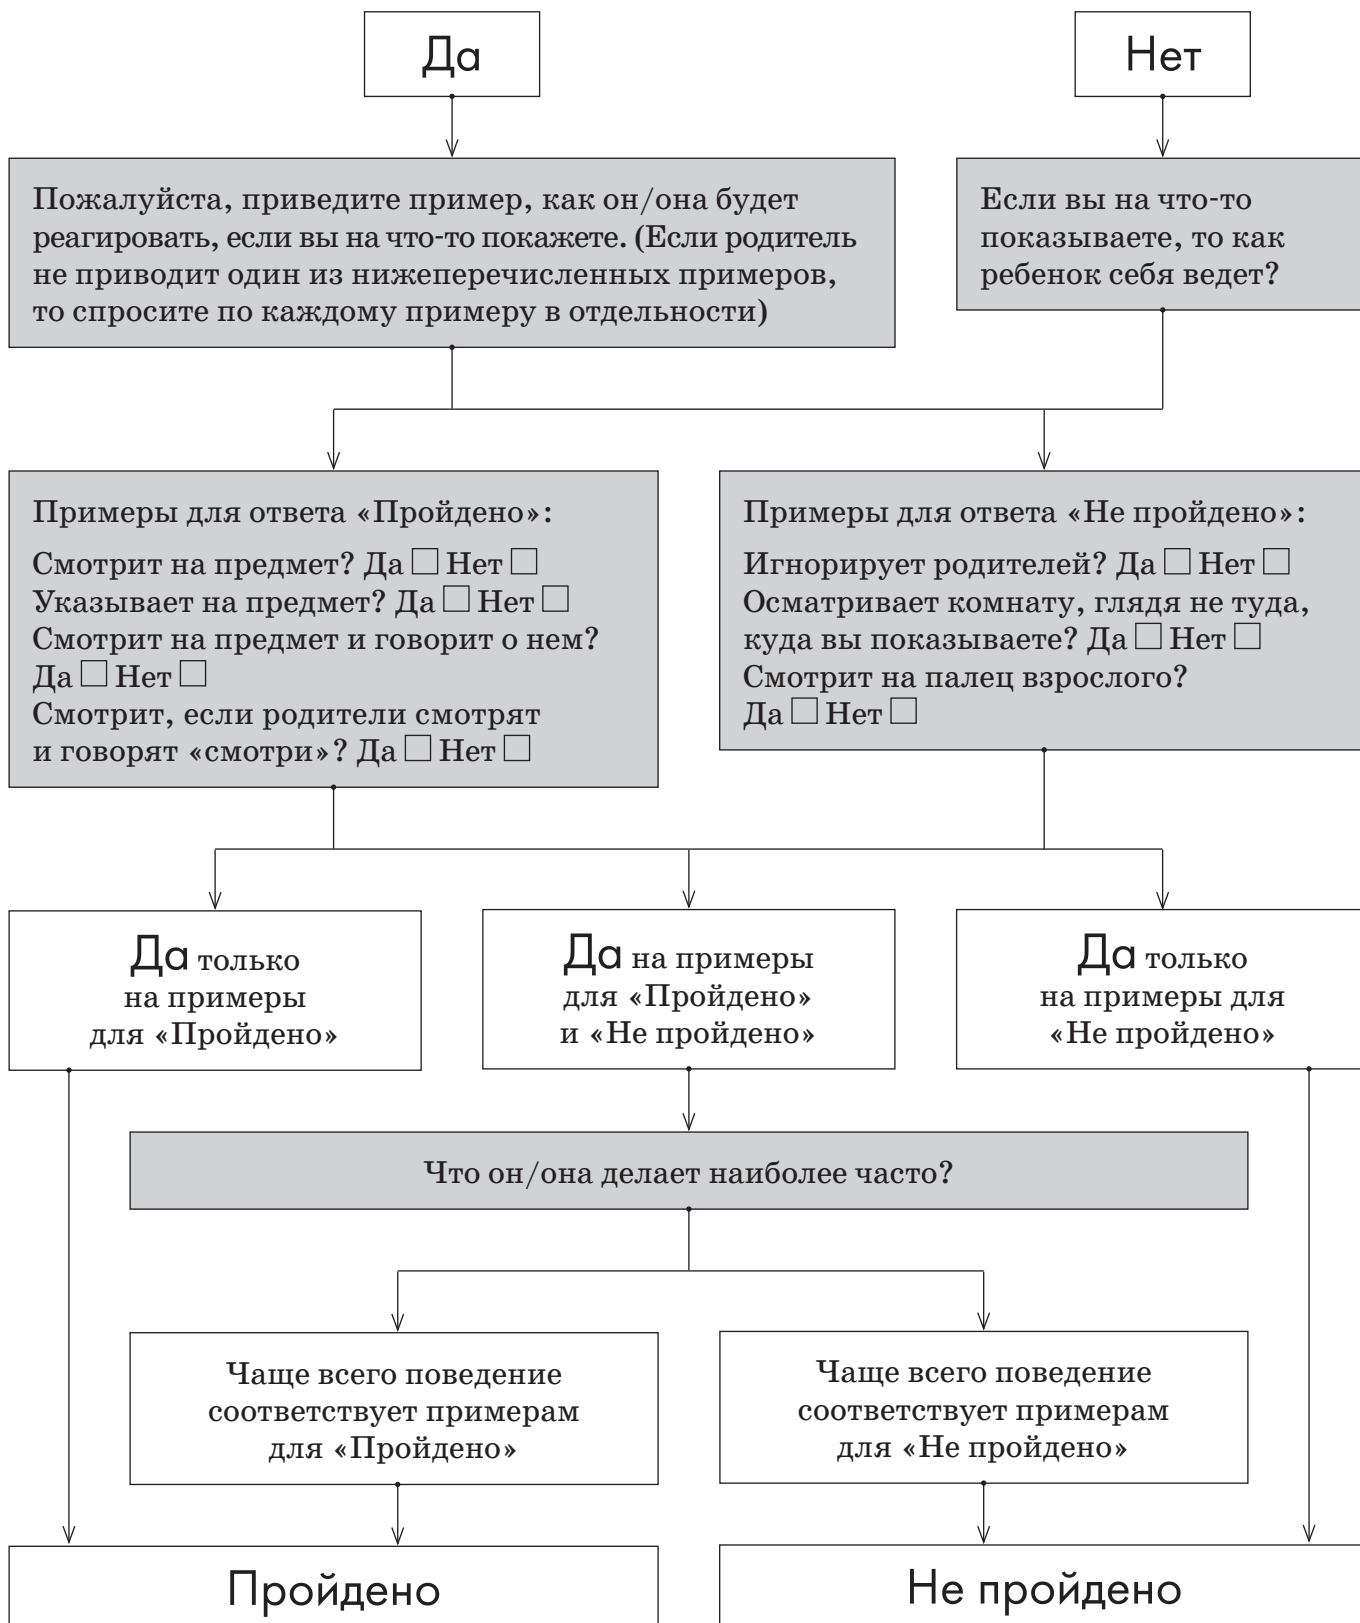 Да
Нет
Пожалуйста, приведите пример, как он/она будет
реагировать, если вы на что-то покажете. (Если родитель
не приводит один из нижеперечисленных примеров,
то спросите по каждому примеру в отдельности)
Если вы на что-то
показываете, то как
ребенок себя ведет?
Примеры для ответа «Пройдено»:
Смотрит на предмет? Да □ Нет □
Указывает на предмет? Да □ Нет □
Смотрит на предмет и говорит о нем?
Да □ Нет □
Смотрит, если родители смотрят
и говорят «смотри»? Да □ Нет □
Примеры для ответа «Не пройдено»:
Игнорирует родителей? Да □ Нет □
Осматривает комнату, глядя не туда,
куда вы показываете? Да □ Нет □
Смотрит на палец взрослого?
Да □ Нет □
Да только
на примеры
для «Пройдено»
Да на примеры
для «Пройдено»
и «Не пройдено»
Да только
на примеры для
«Не пройдено»
Что он/она делает наиболее часто?
Чаще всего поведение
соответствует примерам
для «Пройдено»
Чаще всего поведение
соответствует примерам
для «Не пройдено»
Пройдено
Не пройдено